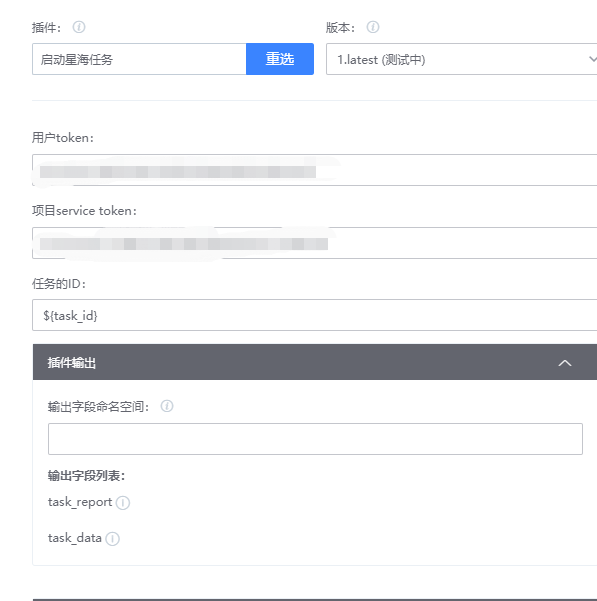 插件：
版本：
启动星海任务
重选
1.latest (测试中)
用户token：
项目service token：
任务的ID：
${task_id}
插件输出
输出字段命名空间：
输出字段列表：
task_report
task_data